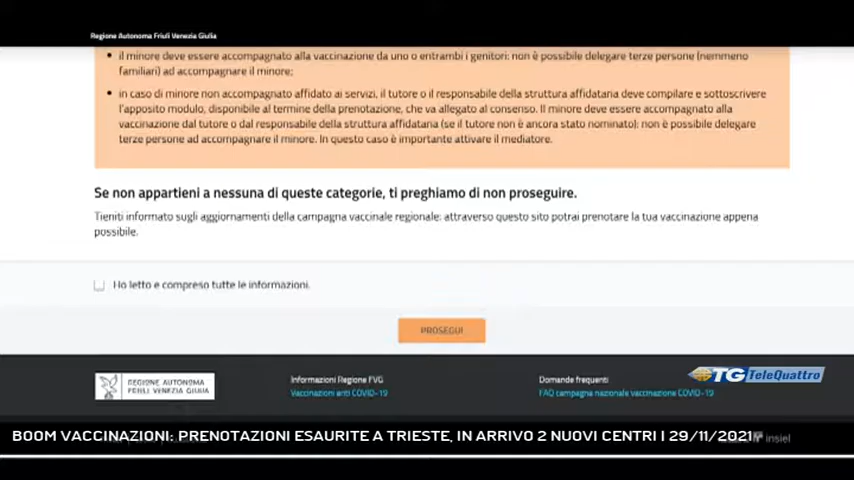 Regione Autonoma Friuli Venezia Giulia
il minore deve essere accompagnato alla vaccinazione da uno o entrambi i genitori: non è possibile delegare terze persone (nemmeno
familiari) ad accompagnare il minore;
in caso di minore non accompagnato affidato ai servizi, il tutore o il responsabile della struttura affidataria deve compilare e sottoscrivere
l'apposito modulo, disponibile al termine della prenotazione, che va allegato al consenso. Il minore deve essere accompagnato alla
vaccinazione dal tutore o dal responsabile della struttura affidataria (se il tutore non è ancora stato nominato): non è possibile delegare
terze persone ad accompagnare il minore. In questo caso è importante attivare il mediatore.
Se non appartieni a nessuna di queste categorie, ti preghiamo di non proseguire.
Tieniti informato sugli aggiornamenti della campagna vaccinale regionale: attraverso questo sito potrai prenotare la tua vaccinazione appena
possibile.
Ho letto e compreso tutte le informazioni.
PROSEGUI
REGIONE AUTONOMA
FRIULI VENEZIA GIULIA
Informazioni Regione FVG
Vaccinazioni anti COVID-19
Domande frequenti
FAQ campagna nazionale vaccinazione COVID-19
TG TeleQuattro
BOOM VACCINAZIONI: PRENOTAZIONI ESAURITE A TRIESTE, IN ARRIVO 2 NUOVI CENTRI | 29/11/2021
insiel